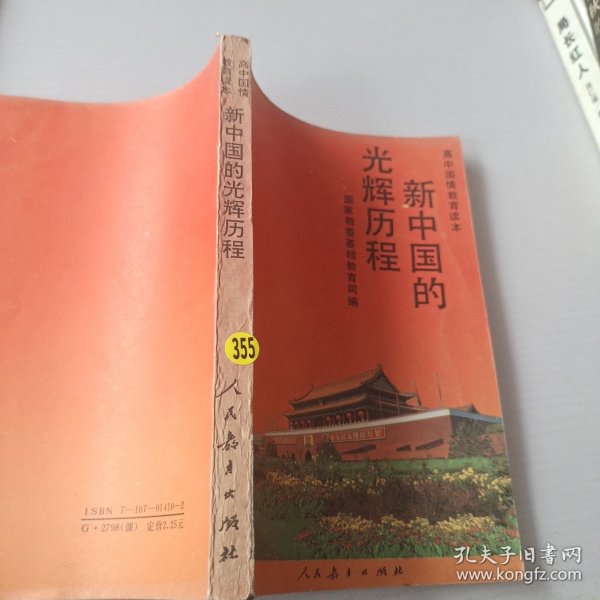 高中国情
教育读本
新中国的光辉历程
355
人民教育出版社
高中国情教育读本
新中国的
光辉历程
国家教委基础教育司编
人民教育出版社
ISBN 7—107—01410—2
G·2798(课) 定价2.25元
孔夫子旧书网
www.kongfz.com